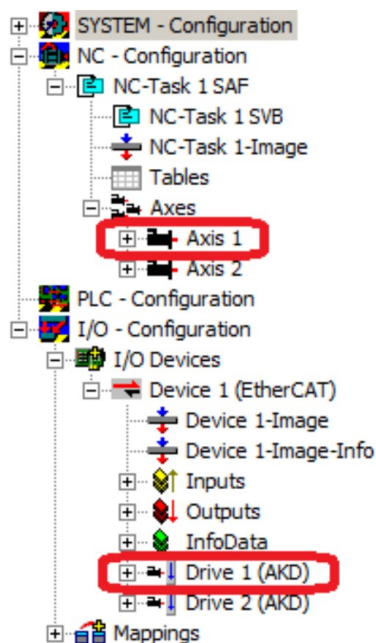 SYSTEM - Configuration
NC - Configuration
NC-Task 1 SAF
NC-Task 1 SVB
NC-Task 1-Image
Tables
Axes
Axis 1
Axis 2
PLC - Configuration
I/O - Configuration
I/O Devices
Device 1 (EtherCAT)
Device 1-Image
Device 1-Image-Info
Inputs
Outputs
InfoData
Drive 1 (AKD)
Drive 2 (AKD)
Mappings